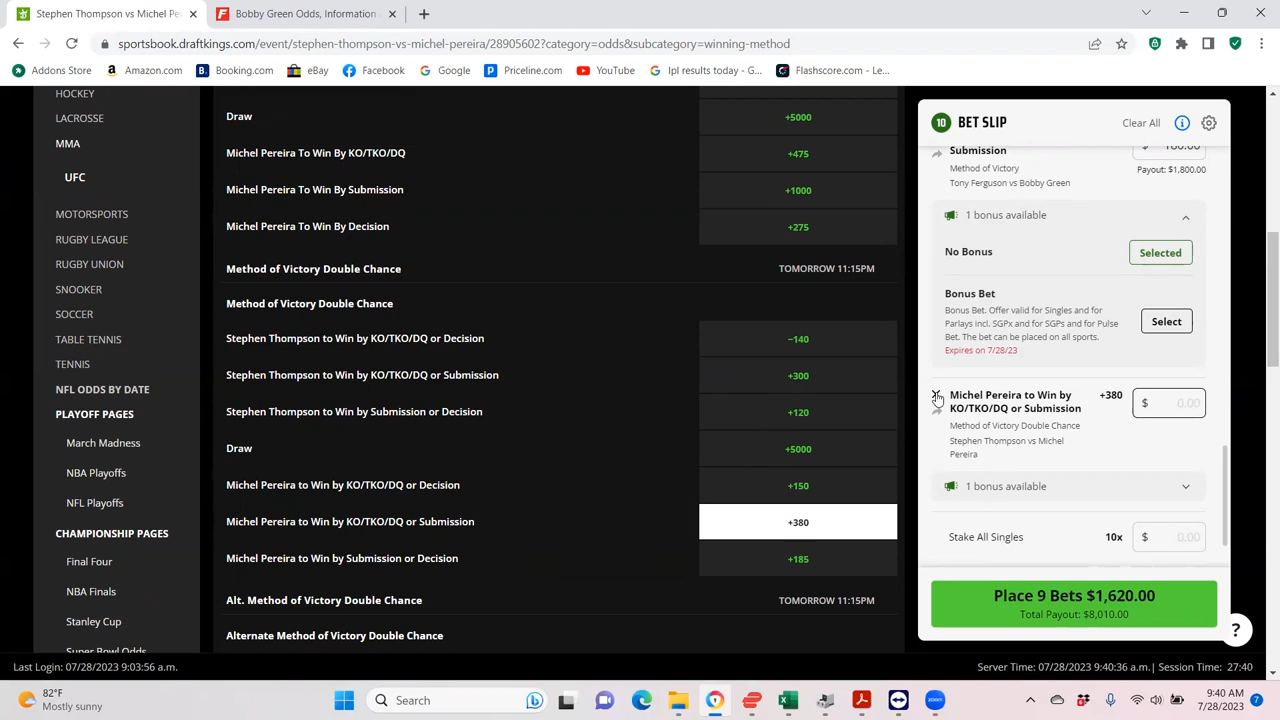 Stephen Thompson vs Michel Pe
Bobby Green Odds, Information a
sportsbook.draftkings.com/event/stephen-thompson-vs-michel-pereira/28905602?category=odds&subcategory=winning-method
Addons Store
Amazon.com
Booking.com
eBay
Facebook
Google
Priceline.com
YouTube
Ipl results today - G...
Flashscore.com - Le...
HOCKEY
LACROSSE
MMA
UFC
MOTORSPORTS
RUGBY LEAGUE
RUGBY UNION
SNOOKER
SOCCER
TABLE TENNIS
TENNIS
NFL ODDS BY DATE
PLAYOFF PAGES
March Madness
NBA Playoffs
NFL Playoffs
CHAMPIONSHIP PAGES
Final Four
NBA Finals
Stanley Cup
Super Bowl Odds
Draw +5000
Michel Pereira To Win By KO/TKO/DQ +475
Michel Pereira To Win By Submission +1000
Michel Pereira To Win By Decision +275
Method of Victory Double Chance TOMORROW 11:15PM
Method of Victory Double Chance
Stephen Thompson to Win by KO/TKO/DQ or Decision −140
Stephen Thompson to Win by KO/TKO/DQ or Submission +300
Stephen Thompson to Win by Submission or Decision +120
Draw +5000
Michel Pereira to Win by KO/TKO/DQ or Decision +150
Michel Pereira to Win by KO/TKO/DQ or Submission +380
Michel Pereira to Win by Submission or Decision +185
Alt. Method of Victory Double Chance TOMORROW 11:15PM
Alternate Method of Victory Double Chance
10 BET SLIP Clear All
Submission $ 100.00
Method of Victory Payout: $1,800.00
Tony Ferguson vs Bobby Green
1 bonus available
No Bonus Selected
Bonus Bet
Bonus Bet. Offer valid for Singles and for
Parlays incl. SGPx and for SGPs and for Pulse
Bet. The bet can be placed on all sports.
Select
Expires on 7/28/23
Michel Pereira to Win by +380 $ 0.00
KO/TKO/DQ or Submission
Method of Victory Double Chance
Stephen Thompson vs Michel
Pereira
1 bonus available
Stake All Singles 10x $ 0.00
Place 9 Bets $1,620.00
Total Payout: $8,010.00
?
Last Login: 07/28/2023 9:03:56 a.m.
Server Time: 07/28/2023 9:40:36 a.m.| Session Time: 27:40
82°F
Mostly sunny
Search
9:40 AM
7/28/2023
7